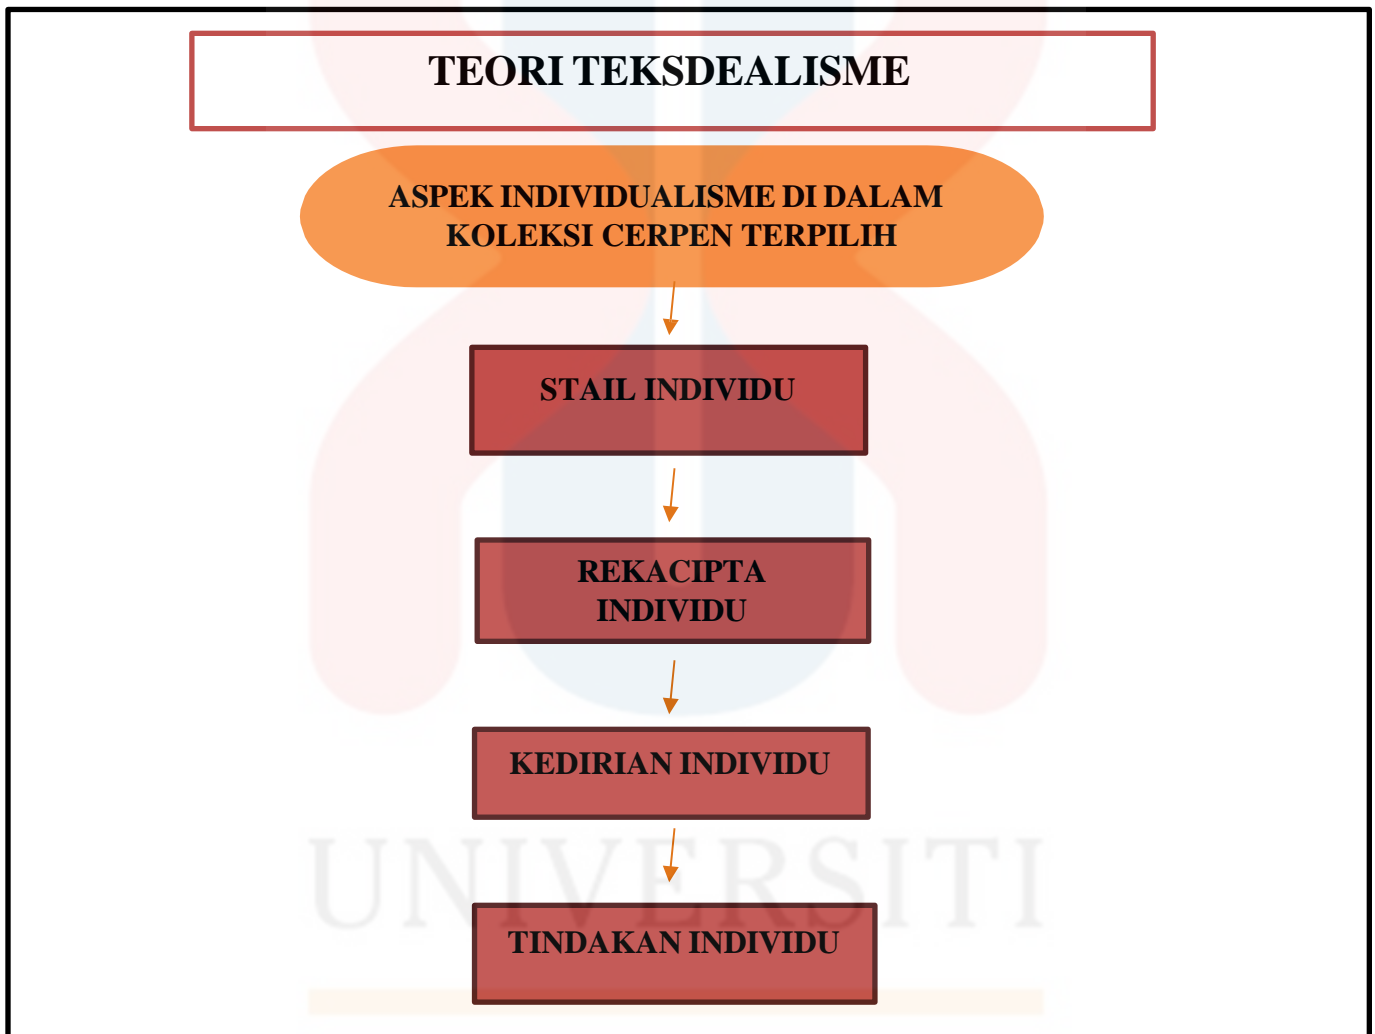 TEORI TEKSDEALISME
ASPEK INDIVIDUALISME DI DALAM
KOLEKSI CERPEN TERPILIH
STAIL INDIVIDU
REKACIPTA
INDIVIDU
KEDIRIAN INDIVIDU
UNIVERSITI
TINDAKAN INDIVIDU